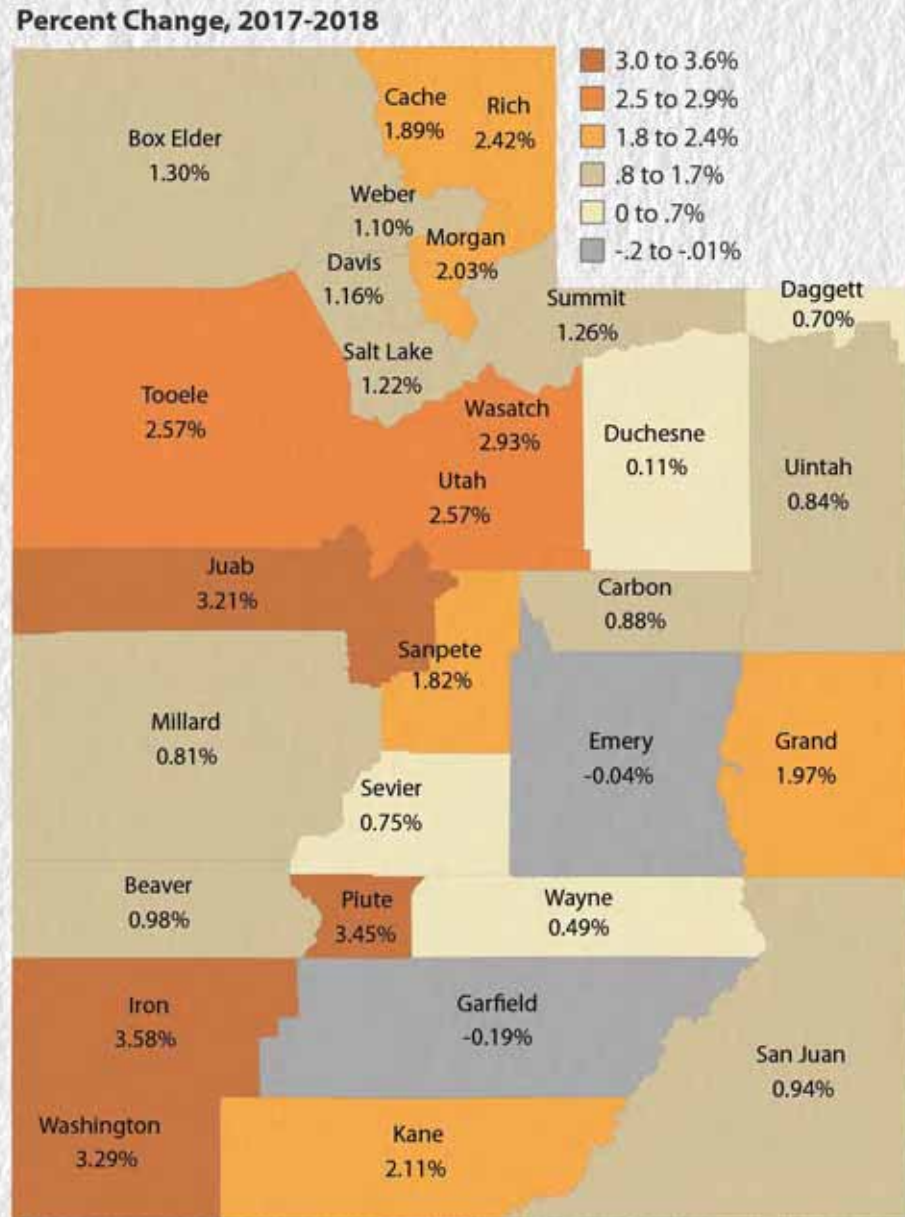 Percent Change, 2017-2018
3.0 to 3.6%
2.5 to 2.9%
1.8 to 2.4%
.8 to 1.7%
0 to .7%
-.2 to -.01%
Cache
1.89%
Rich
2.42%
Box Elder
1.30%
Weber
1.10%
Morgan
2.03%
Davis
1.16%
Summit
1.26%
Daggett
0.70%
Salt Lake
1.22%
Tooele
2.57%
Wasatch
2.93%
Duchesne
0.11%
Uintah
0.84%
Utah
2.57%
Juab
3.21%
Carbon
0.88%
Sanpete
1.82%
Millard
0.81%
Emery
-0.04%
Grand
1.97%
Sevier
0.75%
Beaver
0.98%
Piute
3.45%
Wayne
0.49%
Iron
3.58%
Garfield
-0.19%
San Juan
0.94%
Washington
3.29%
Kane
2.11%